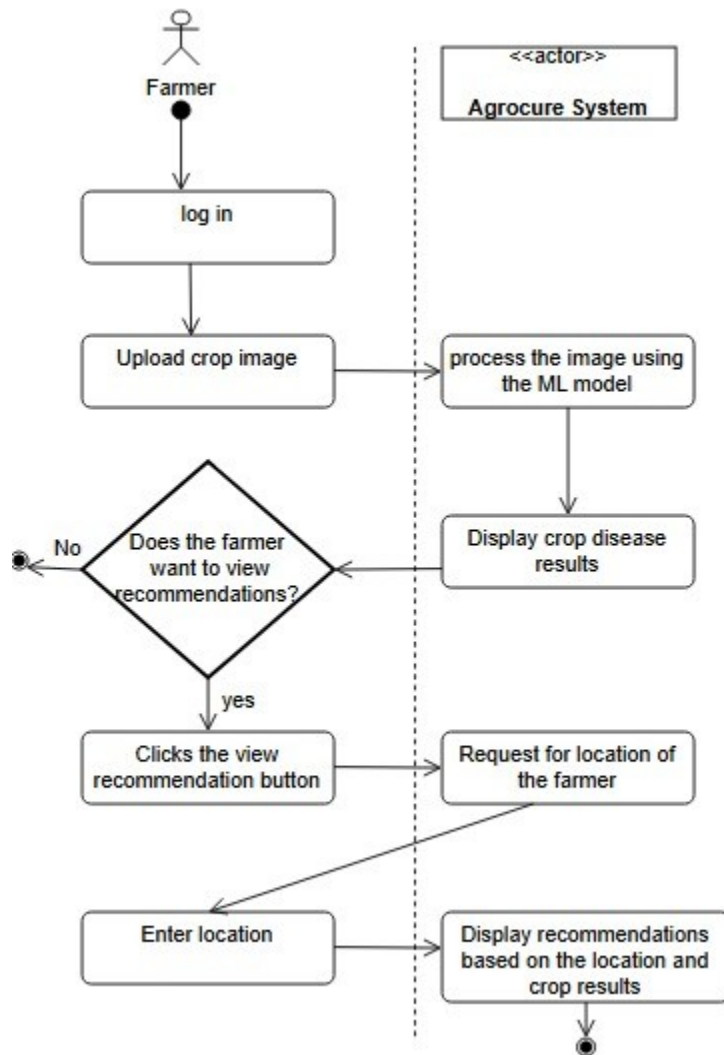 Farmer
<<actor>>
Agrocure System
log in
Upload crop image
process the image using
the ML model
Display crop disease
results
Does the farmer
want to view
recommendations?
No
yes
Clicks the view
recommendation button
Request for location of
the farmer
Enter location
Display recommendations
based on the location and
crop results